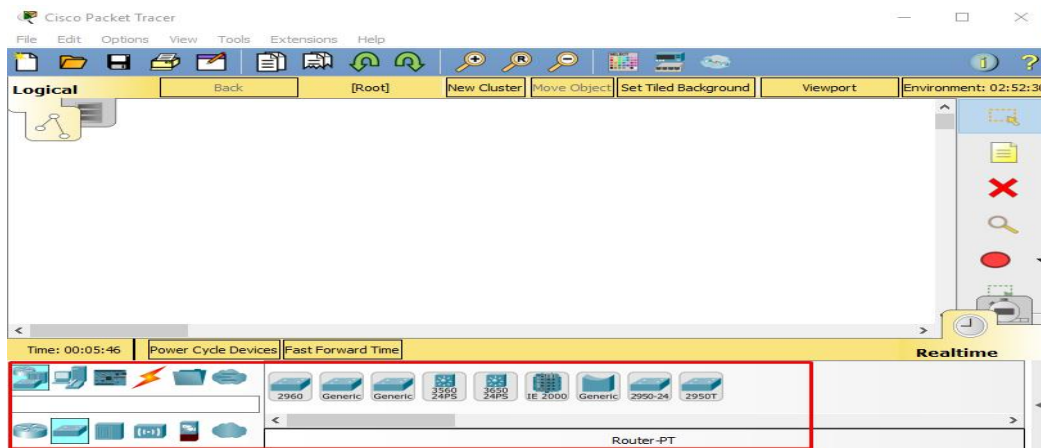 Cisco Packet Tracer
File Edit Options View Tools Extensions Help
Logical Back [Root] New Cluster Move Object Set Tiled Background Viewport Environment: 02:52:30
Time: 00:05:46 Power Cycle Devices Fast Forward Time Realtime
2960 Generic Generic 3560 24PS 3650 24PS IE 2000 Generic 2950-24 2950T
Router-PT